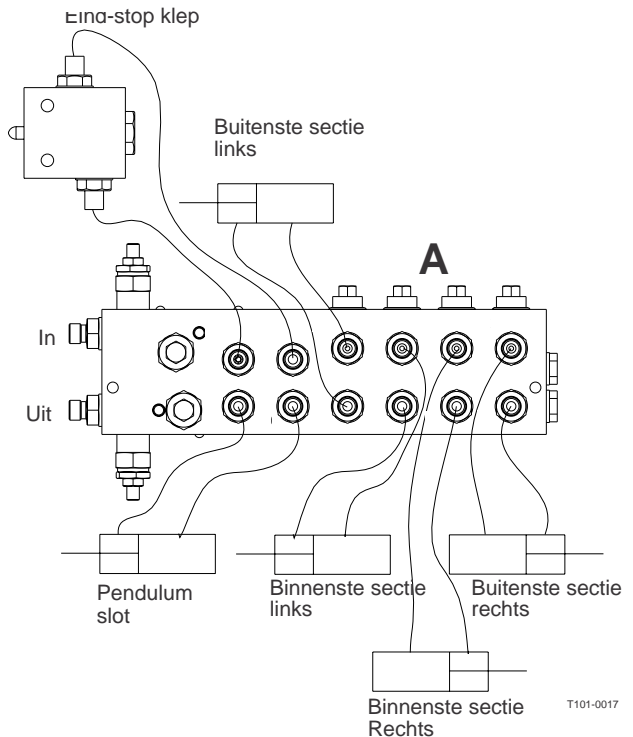 Eind-stop klep
Buitenste sectie
links
A
In
Uit
Pendulum
slot
Binnenste sectie
links
Buitenste sectie
rechts
Binnenste sectie
Rechts
T101-0017